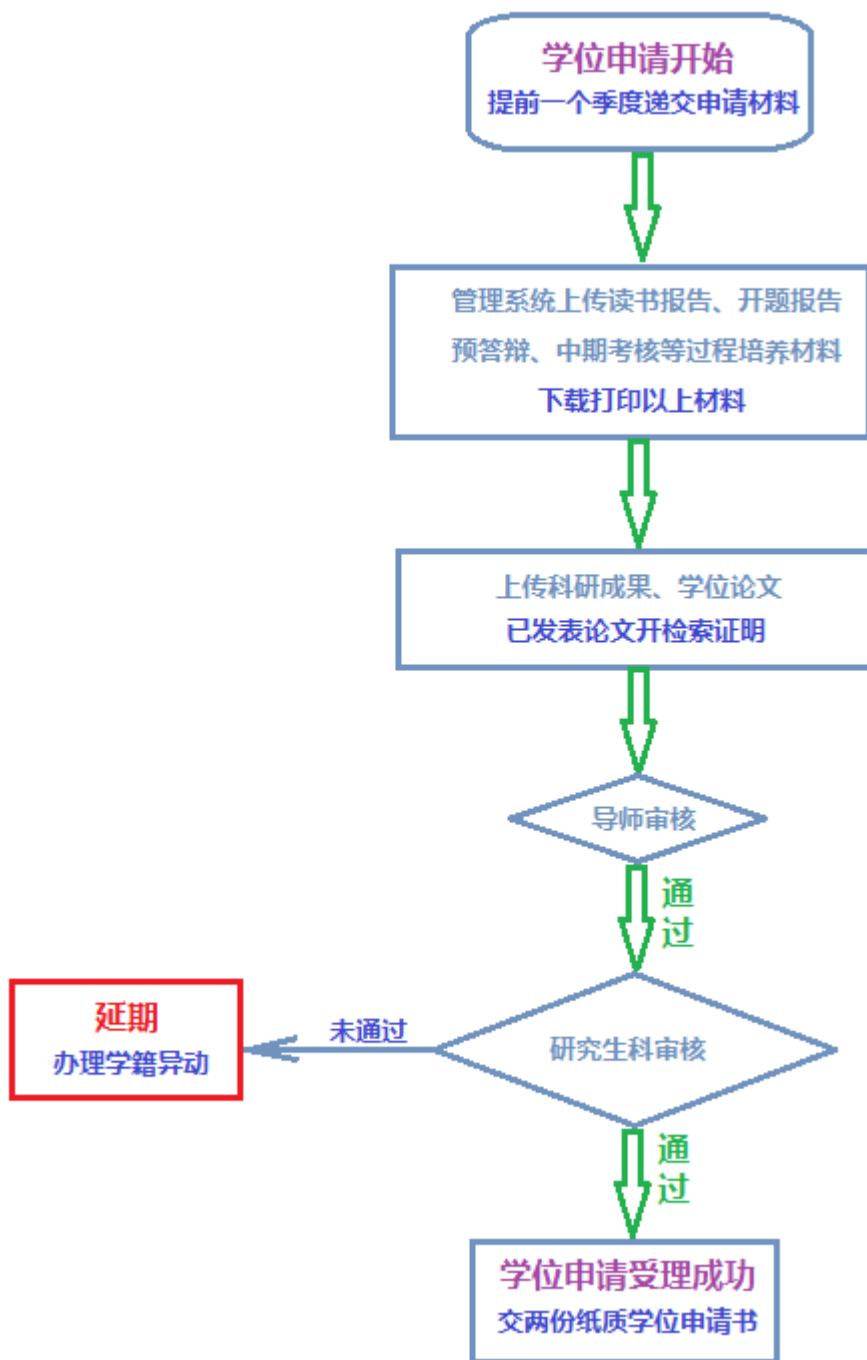 学位申请开始
提前一个季度递交申请材料
管理系统上传读书报告、开题报告
预答辩、中期考核等过程培养材料
下载打印以上材料
上传科研成果、学位论文
已发表论文开检索证明
导师审核
通
过
延期
办理学籍异动
未通过
研究生科审核
通
过
学位申请受理成功
交两份纸质学位申请书